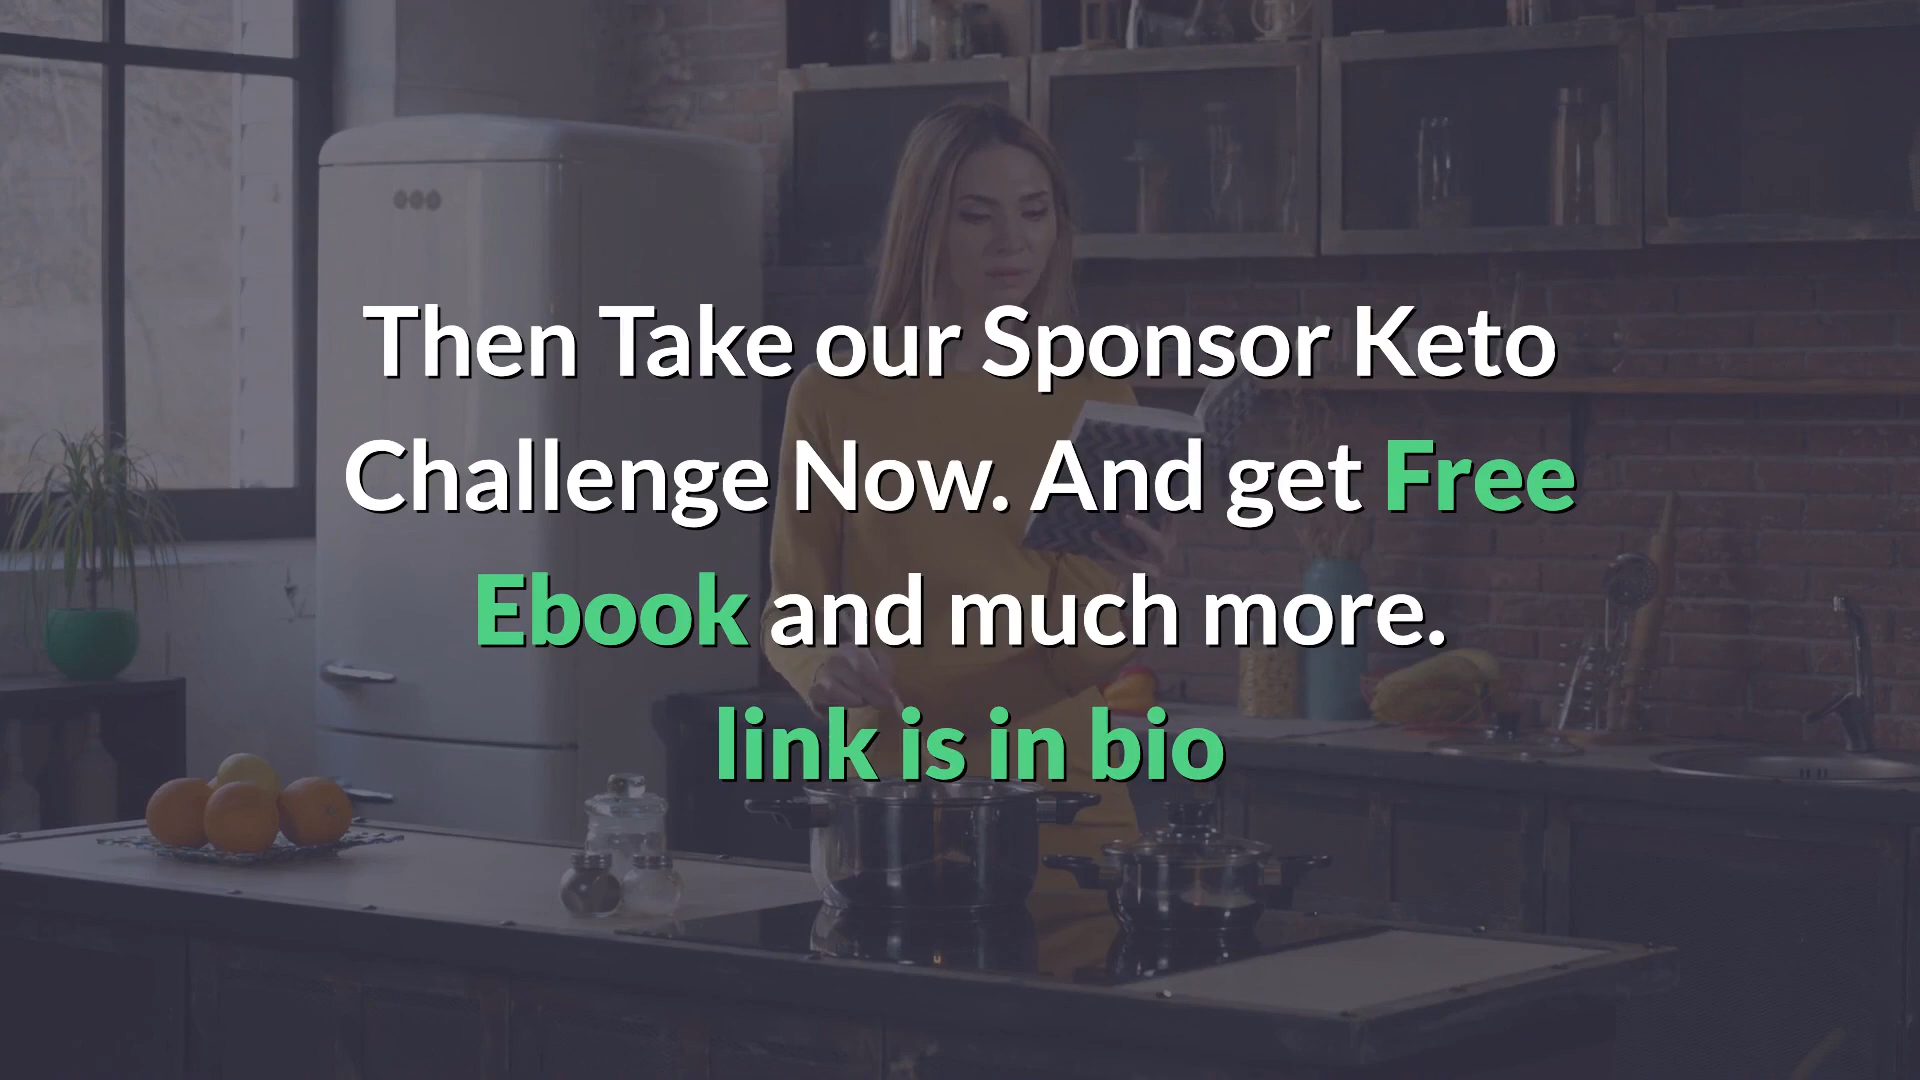 Then Take our Sponsor Keto
Challenge Now. And get Free
Ebook and much more.
link is in bio